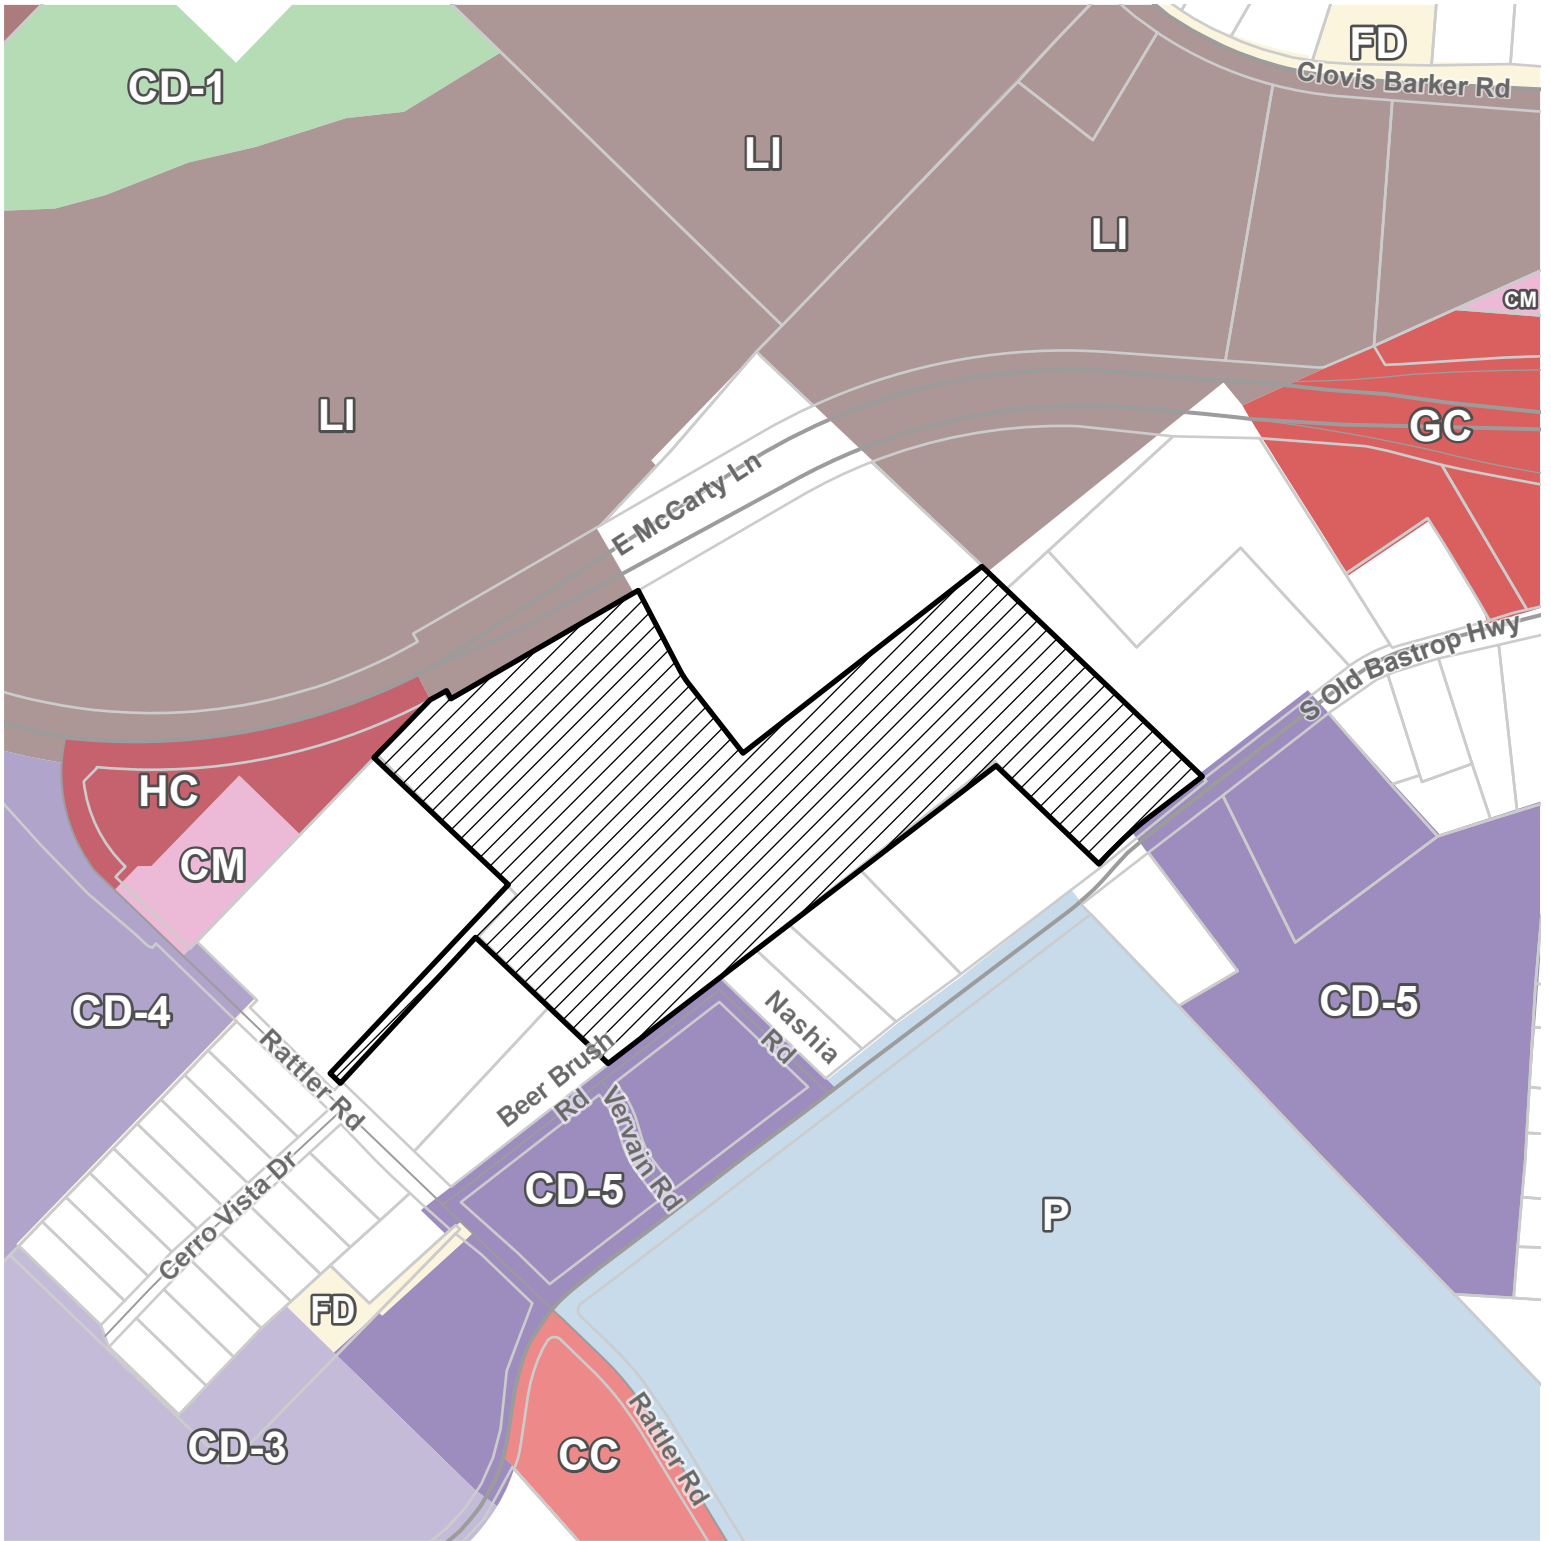 FD
Clovis Barker Rd
CD-1
LI
LI
CM
LI
GC
E McCarty Ln
S Old Bastrop Hwy
HC
CM
CD-5
CD-4
Nashia
Rd
Rattler Rd
Beer Brush
Rd
Vervain Rd
CD-5
P
Cerro Vista Dr
FD
CD-3
CC
Rattler Rd